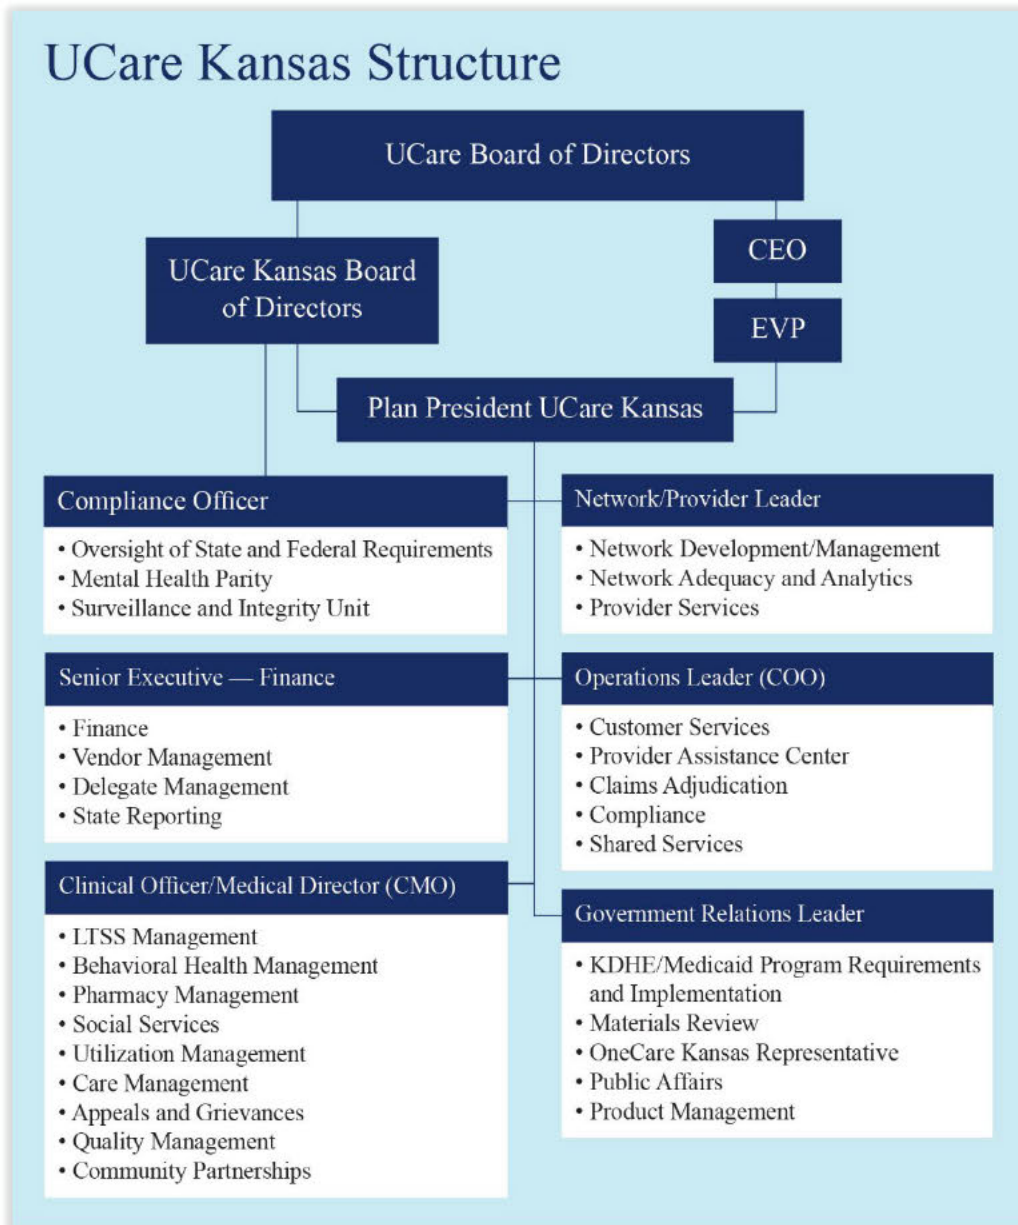 UCare Kansas Structure
UCare Board of Directors
UCare Kansas Board
of Directors
CEO
EVP
Plan President UCare Kansas
Compliance Officer
• Oversight of State and Federal Requirements
• Mental Health Parity
• Surveillance and Integrity Unit
Network/Provider Leader
• Network Development/Management
• Network Adequacy and Analytics
• Provider Services
Senior Executive — Finance
• Finance
• Vendor Management
• Delegate Management
• State Reporting
Operations Leader (COO)
• Customer Services
• Provider Assistance Center
• Claims Adjudication
• Compliance
• Shared Services
Clinical Officer/Medical Director (CMO)
• LTSS Management
• Behavioral Health Management
• Pharmacy Management
• Social Services
• Utilization Management
• Care Management
• Appeals and Grievances
• Quality Management
• Community Partnerships
Government Relations Leader
• KDHE/Medicaid Program Requirements
and Implementation
• Materials Review
• OneCare Kansas Representative
• Public Affairs
• Product Management